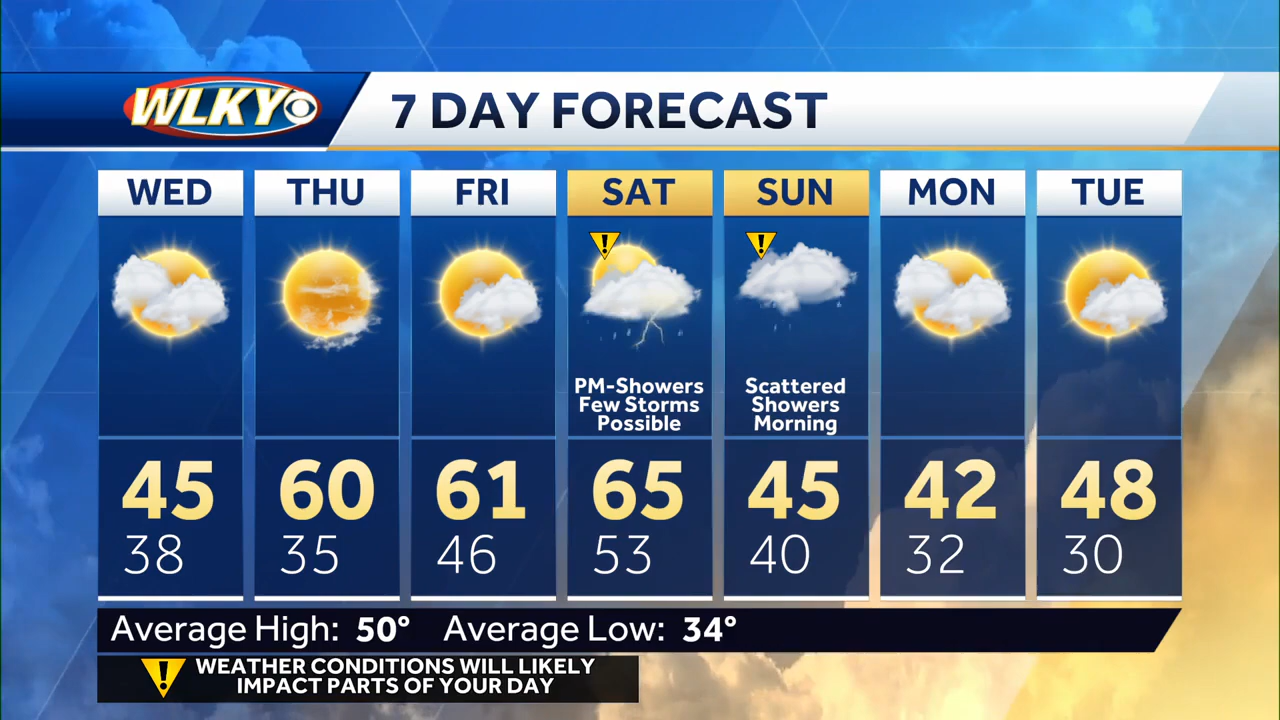 WLKY
7 DAY FORECAST
WED
THU
FRI
SAT
SUN
MON
TUE
!
!
PM-Showers
Few Storms
Possible
Scattered
Showers
Morning
45
60
61
65
45
42
48
38
35
46
53
40
32
30
Average High: 50° Average Low: 34°
!
WEATHER CONDITIONS WILL LIKELY
IMPACT PARTS OF YOUR DAY